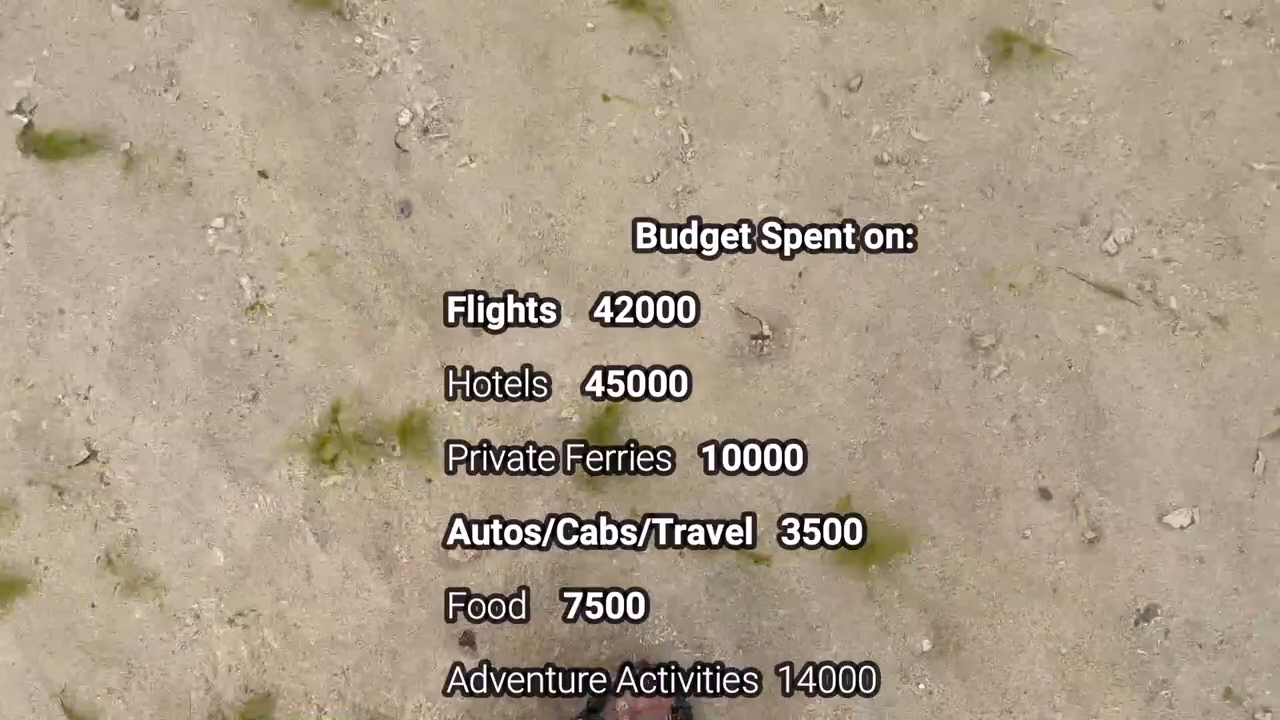 Budget Spent on:
Flights 42000
Hotels 45000
Private Ferries 10000
Autos/Cabs/Travel 3500
Food 7500
Adventure Activities 14000